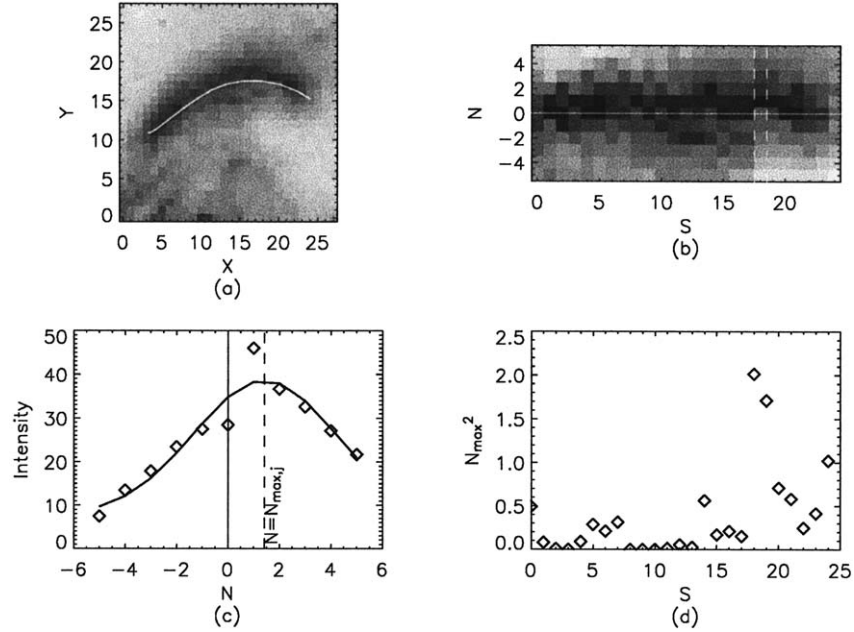 25
20
15
10
5
0
Y
0 5 10 15 20 25
X
(a)
4
2
0
−2
−4
N
0 5 10 15 20
S
(b)
50
40
30
20
10
0
Intensity
N=N_max,j
−6 −4 −2 0 2 4 6
N
(c)
2.5
2.0
1.5
1.0
0.5
0.0
N_max²
0 5 10 15 20 25
S
(d)